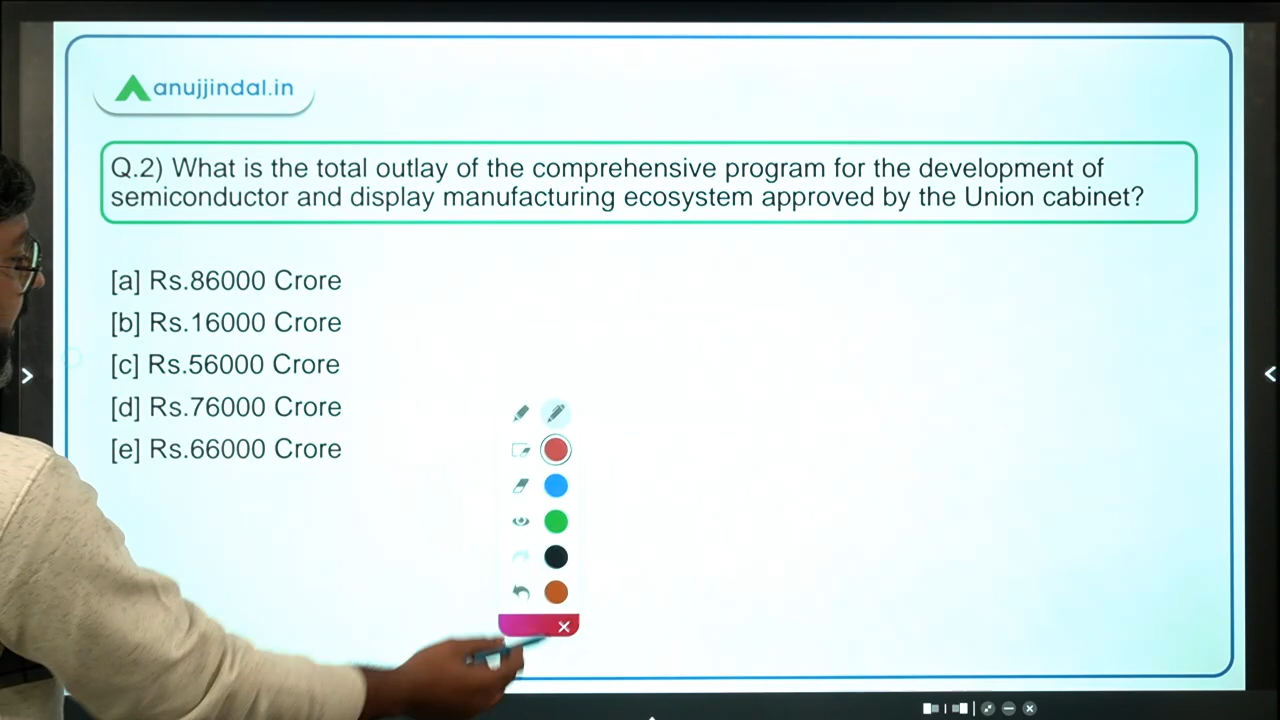 anujjindal.in
Q.2) What is the total outlay of the comprehensive program for the development of
semiconductor and display manufacturing ecosystem approved by the Union cabinet?
[a] Rs.86000 Crore
[b] Rs.16000 Crore
[c] Rs.56000 Crore
[d] Rs.76000 Crore
[e] Rs.66000 Crore